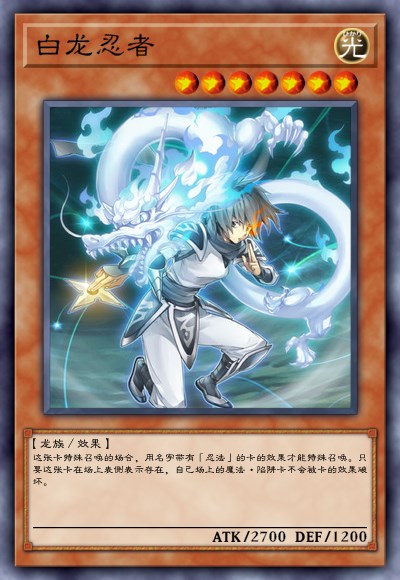 白龙忍者
ひかり
光
【龙族／效果】
这张卡特殊召唤的场合，用名字带有「忍法」的卡的效果才能特殊召唤。只
要这张卡在场上表侧表示存在，自己场上的魔法·陷阱卡不会被卡的效果破
坏。
ATK/2700 DEF/1200